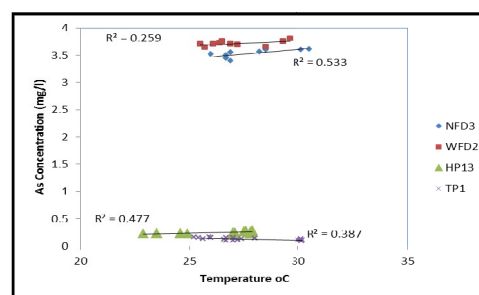 4
R² = 0.259
3.5
R² = 0.533
3
2.5
2
1.5
1
0.5
0
R² = 0.477
R² = 0.387
20
25
30
35
As Concentration (mg/l)
Temperature oC
NFD3
WFD2
HP13
TP1